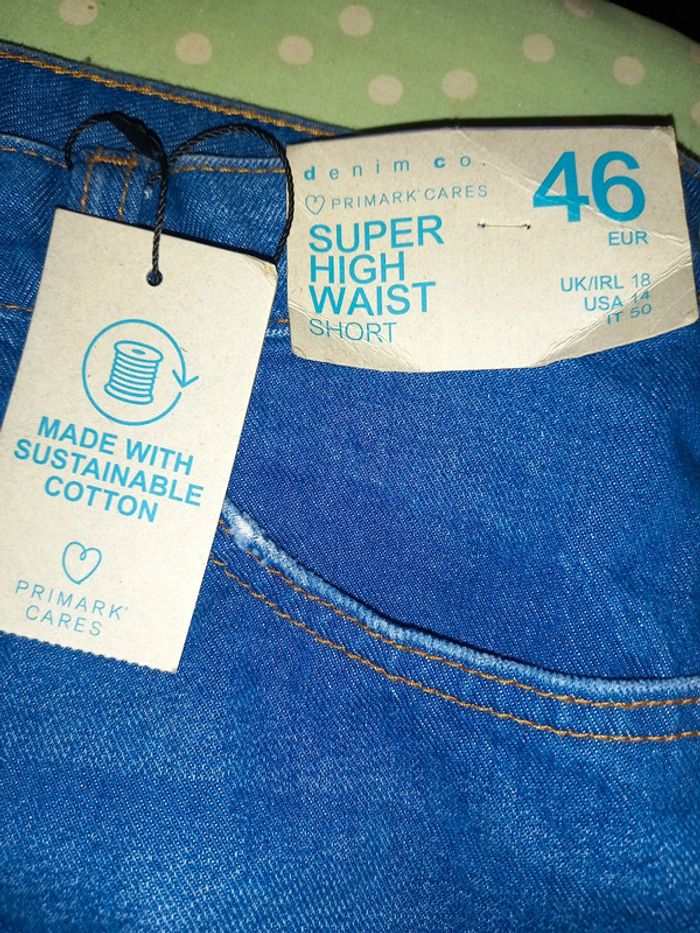 denim co.
PRIMARK® CARES
SUPER
HIGH
WAIST
SHORT
46
EUR
UK/IRL 18
USA 14
IT 50
MADE WITH
SUSTAINABLE
COTTON
PRIMARK®
CARES